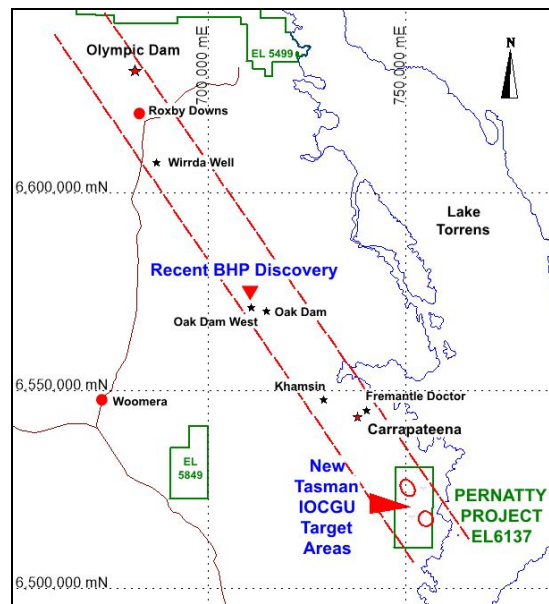 Olympic Dam
EL 5499
N
700,000 mE
750,000 mE
Roxby Downs
Wirrda Well
6,600,000 mN
Lake
Torrens
Recent BHP Discovery
Oak Dam West
Oak Dam
6,550,000 mN
Khamsin
Fremantle Doctor
Woomera
Carrapateena
EL
5849
New
Tasman
IOCGU
Target
Areas
PERNATTY
PROJECT
EL6137
6,500,000 mN